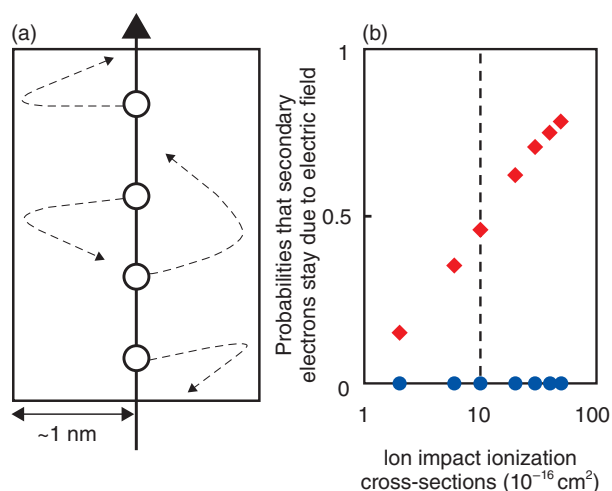 (a)
~1 nm
(b)
Probabilities that secondary
electrons stay due to electric field
1
0.5
0
1
10
100
Ion impact ionization
cross-sections (10⁻¹⁶ cm²)